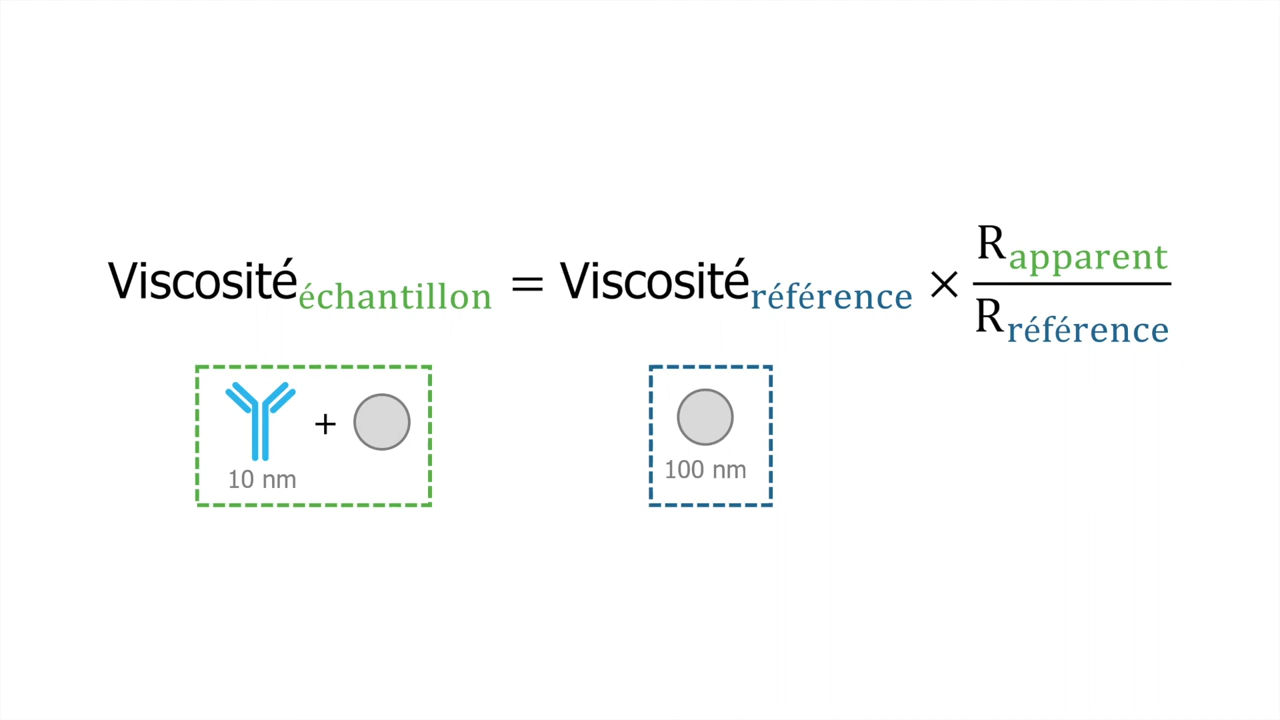 Viscositééchantillon = Viscositéréférence × Rapparent / Rréférence
+
10 nm
100 nm